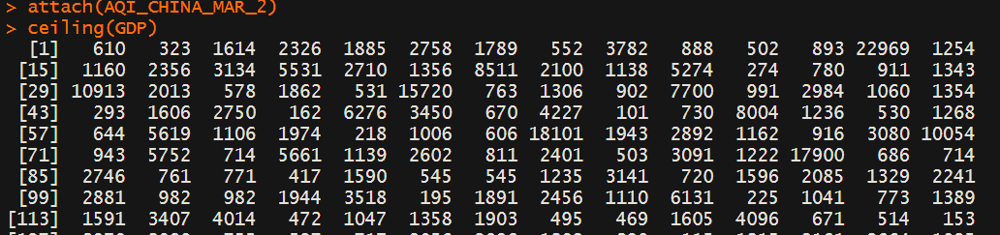 > attach(AQI_CHINA_MAR_2)
> ceiling(GDP)
[1] 610 323 1614 2326 1885 2758 1789 552 3782 888 502 893 22969 1254
[15] 1160 2356 3134 5531 2710 1356 8511 2100 1138 5274 274 780 911 1343
[29] 10913 2013 578 1862 531 15720 763 1306 902 7700 991 2984 1060 1354
[43] 293 1606 2750 162 6276 3450 670 4227 101 730 8004 1236 530 1268
[57] 644 5619 1106 1974 218 1006 606 18101 1943 2892 1162 916 3080 10054
[71] 943 5752 714 5661 1139 2602 811 2401 503 3091 1222 17900 686 714
[85] 2746 761 771 417 1590 545 545 1235 3141 720 1596 2085 1329 2241
[99] 2881 982 982 1944 3518 195 1891 2456 1110 6131 225 1041 773 1389
[113] 1591 3407 4014 472 1047 1358 1903 495 469 1605 4096 671 514 153